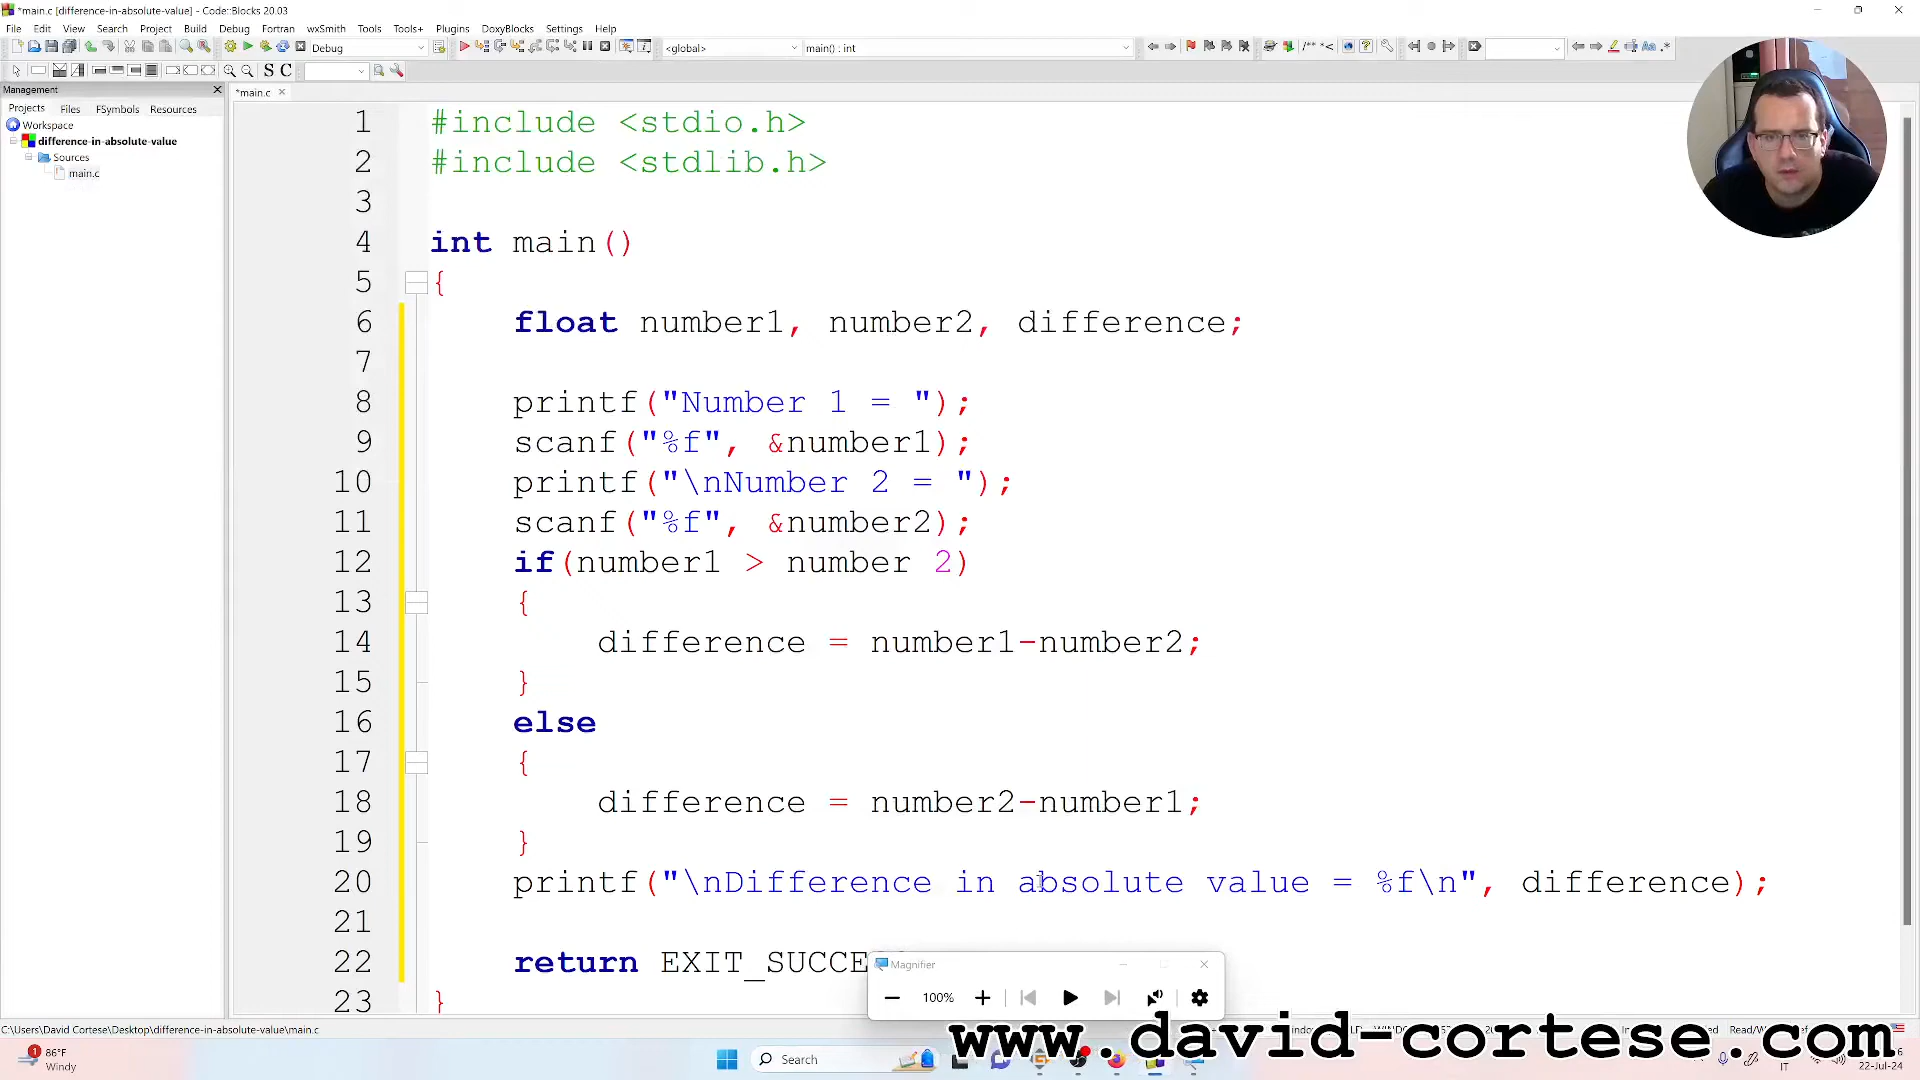 *main.c [difference-in-absolute-value] - Code::Blocks 20.03
File Edit View Search Project Build Debug Fortran wxSmith Tools Tools+ Plugins DoxyBlocks Settings Help
Debug
<global>
main() : int
S C
Management
Projects Files FSymbols Resources
Workspace
difference-in-absolute-value
Sources
main.c
*main.c
1 #include <stdio.h>
2 #include <stdlib.h>
3
4 int main()
5 {
6 float number1, number2, difference;
7
8 printf("Number 1 = ");
9 scanf("%f", &number1);
10 printf("\nNumber 2 = ");
11 scanf("%f", &number2);
12 if(number1 > number 2)
13 {
14 difference = number1-number2;
15 }
16 else
17 {
18 difference = number2-number1;
19 }
20 printf("\nDifference in absolute value = %f\n", difference);
21
22 return EXIT_SUCCE
23 }
Magnifier
100%
C:\Users\David Cortese\Desktop\difference-in-absolute-value\main.c
www.david-cortese.com
1
86°F
Windy
Search
IT
22-Jul-24